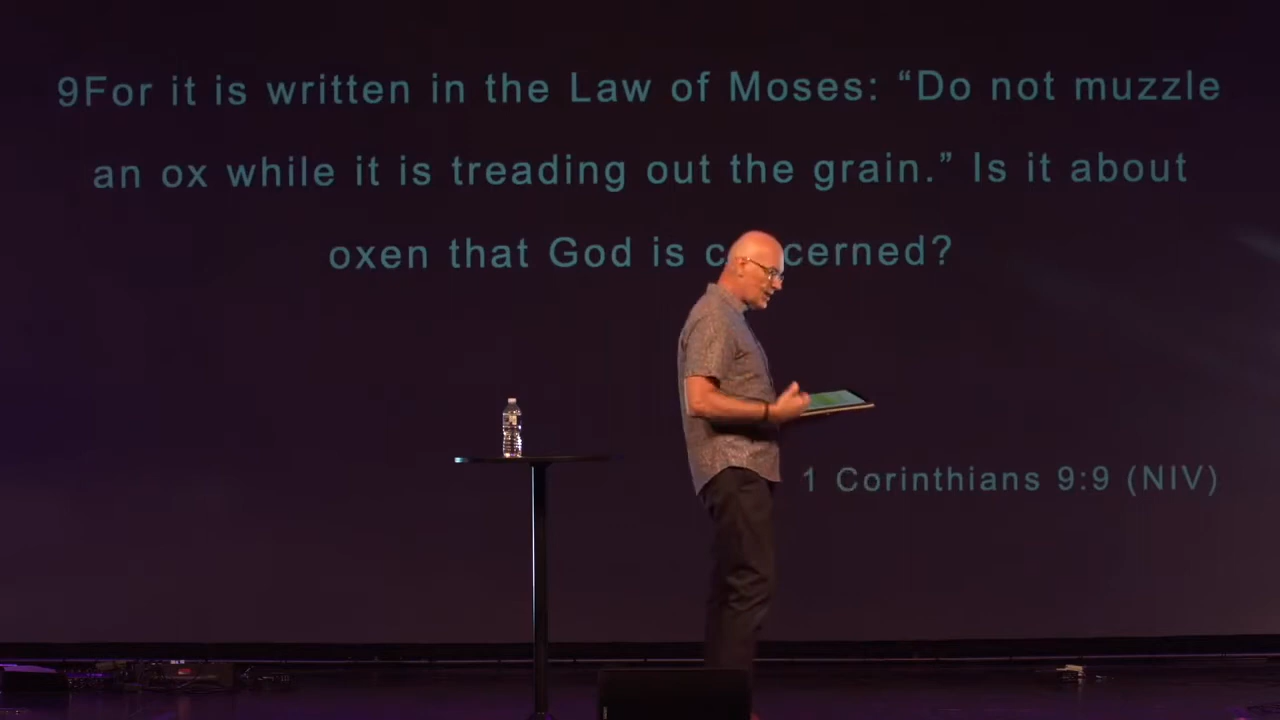 9For it is written in the Law of Moses: “Do not muzzle
an ox while it is treading out the grain.” Is it about
oxen that God is c cerned?
1 Corinthians 9:9 (NIV)